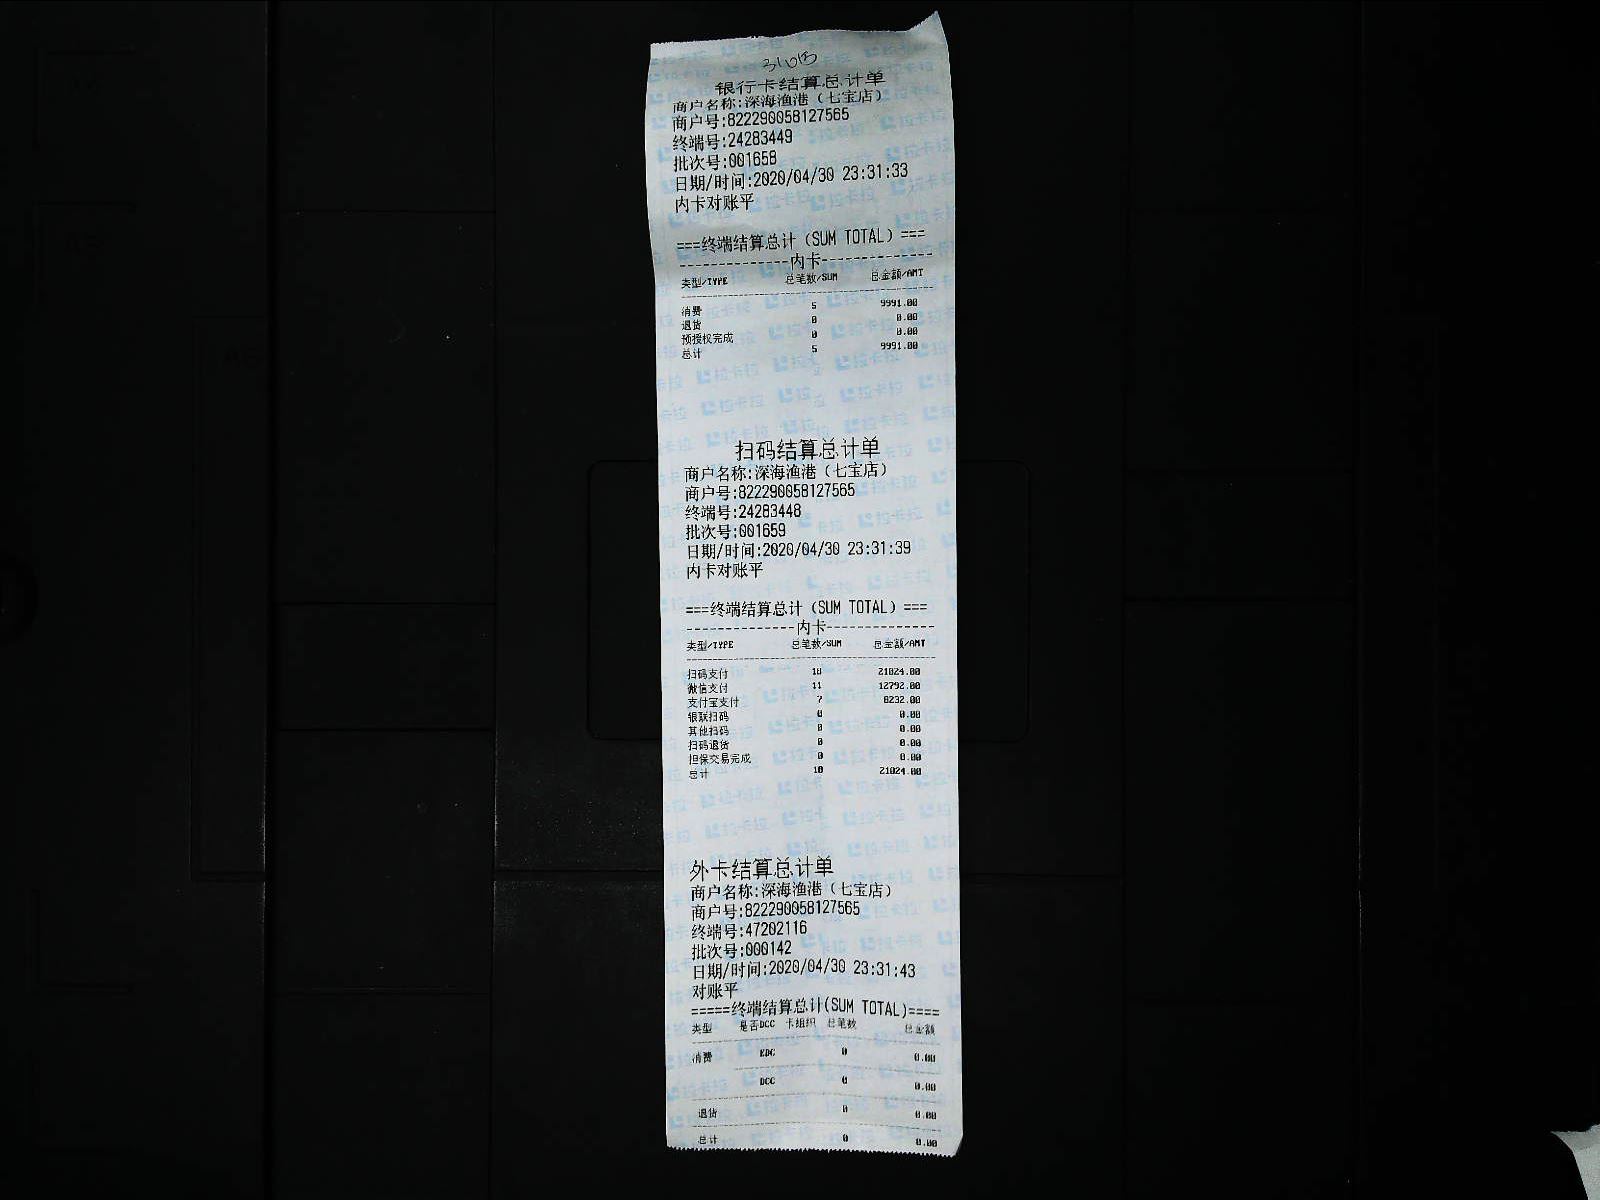 31015
银行卡结算总计单
商户名称:深海渔港（七宝店）
商户号:822290058127565
终端号:24283449
批次号:001658
日期/时间:2020/04/30 23:31:33
内卡对账平
===终端结算总计（SUM TOTAL）===
--------------内卡--------------
类型/TYPE 总笔数/SUM 总金额/AMT
消费 5 9991.00
退货 0 0.00
预授权完成 0 0.00
总计 5 9991.00
扫码结算总计单
商户名称:深海渔港（七宝店）
商户号:822290058127565
终端号:24283448
批次号:001659
日期/时间:2020/04/30 23:31:39
内卡对账平
===终端结算总计（SUM TOTAL）===
--------------内卡--------------
类型/TYPE 总笔数/SUM 总金额/AMT
扫码支付 18 21024.00
微信支付 11 12792.00
支付宝支付 7 8232.00
银联扫码 0 0.00
其他扫码 0 0.00
扫码退货 0 0.00
担保交易完成 0 0.00
总计 18 21024.00
外卡结算总计单
商户名称:深海渔港（七宝店）
商户号:822290058127565
终端号:47202116
批次号:000142
日期/时间:2020/04/30 23:31:43
对账平
=====终端结算总计(SUM TOTAL)====
类型 是否DCC 卡组织 总笔数 总金额
消费 EDC 0 0.00
DCC 0 0.00
退货 0 0.00
总计 0 0.00